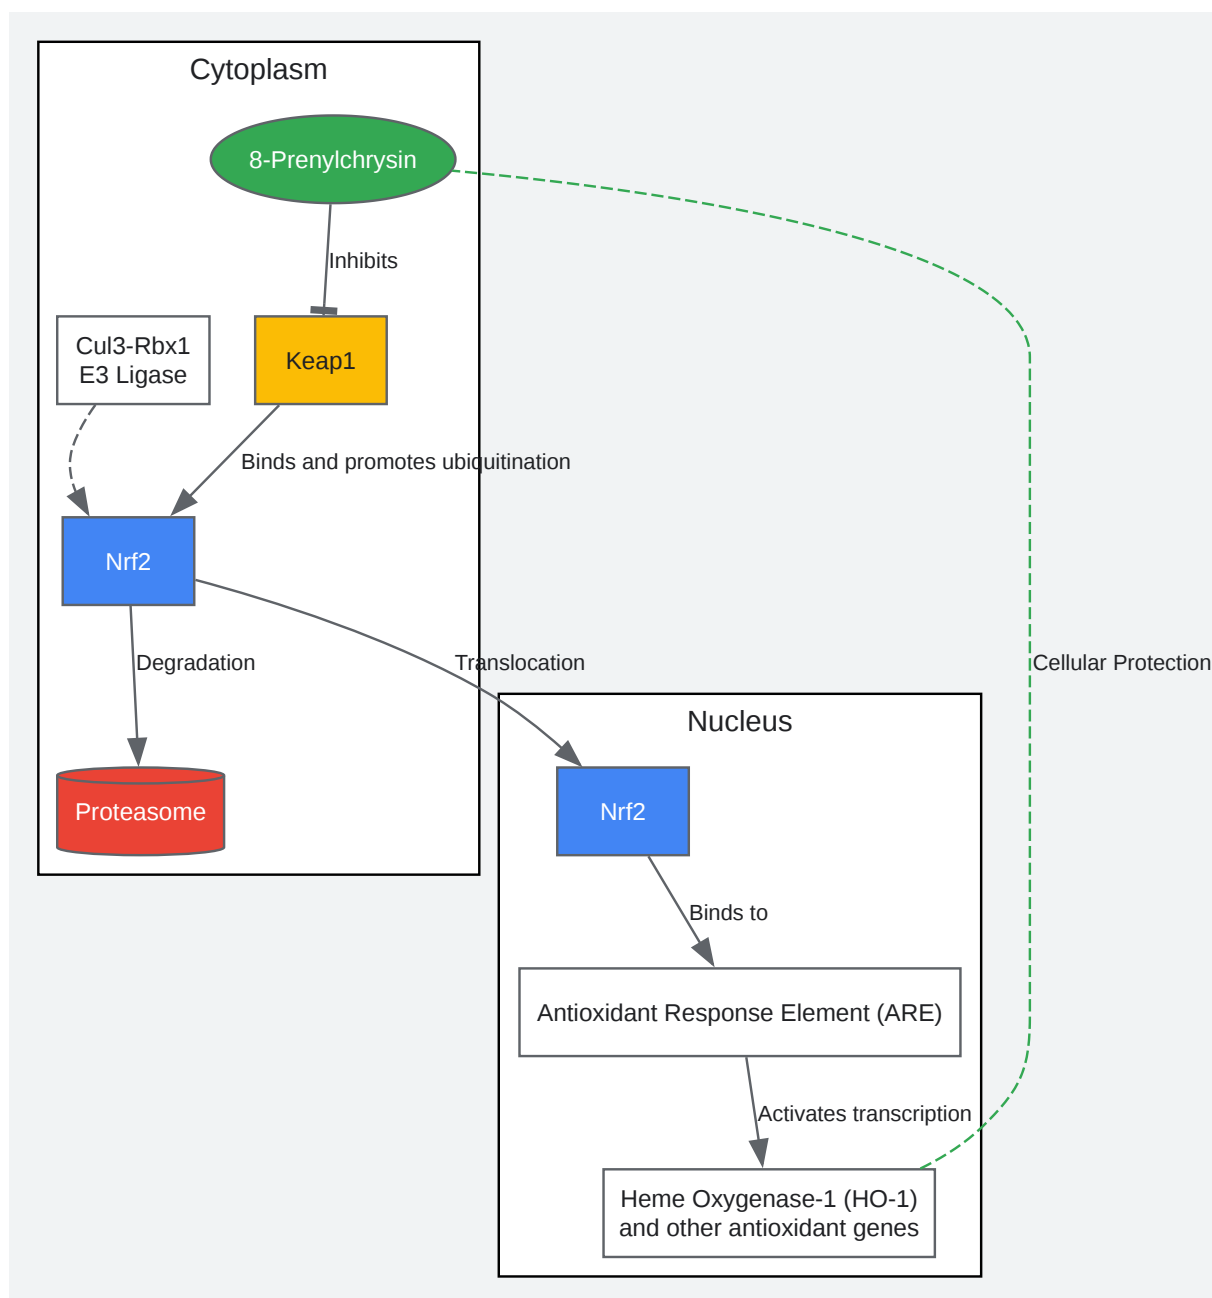 Cytoplasm
8-Prenylchrysin
Inhibits
Cul3-Rbx1
E3 Ligase
Keap1
Binds and promotes ubiquitination
Nrf2
Degradation
Translocation
Cellular Protection
Nucleus
Proteasome
Nrf2
Binds to
Antioxidant Response Element (ARE)
Activates transcription
Heme Oxygenase-1 (HO-1)
and other antioxidant genes